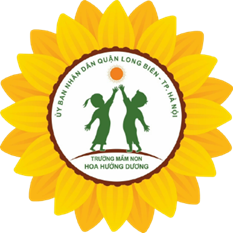 ỦY BAN NHÂN DÂN QUẬN LONG BIÊN - TP. HÀ NỘI
TRƯỜNG MẦM NON
HOA HƯỚNG DƯƠNG